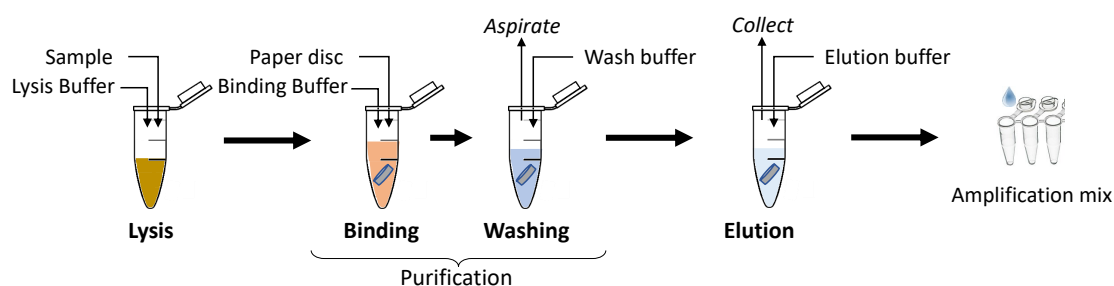 Aspirate
Collect
Sample
Lysis Buffer
Paper disc
Binding Buffer
Wash buffer
Elution buffer
Amplification mix
Lysis
Binding
Washing
Elution
Purification